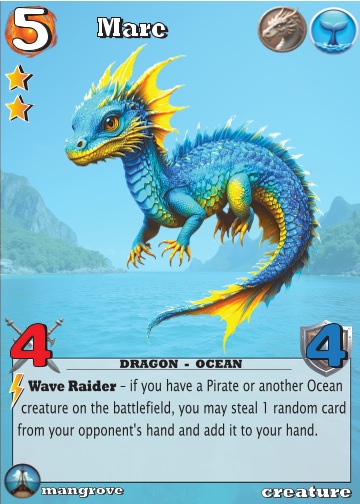 5 Mare
4 4
DRAGON - OCEAN
Wave Raider - if you have a Pirate or another Ocean
creature on the battlefield, you may steal 1 random card
from your opponent's hand and add it to your hand.
mangrove creature